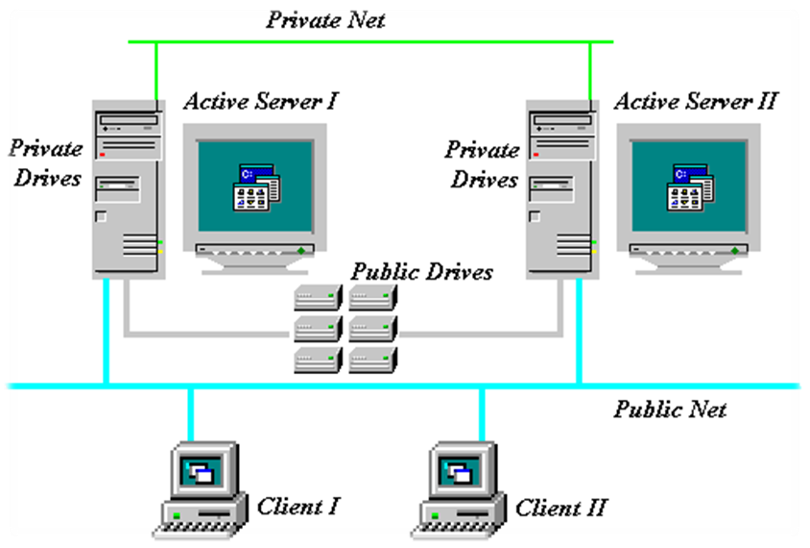 Private Net
Active Server I
Active Server II
Private
Drives
Private
Drives
C:\
C:\
Public Drives
Public Net
Client I
Client II